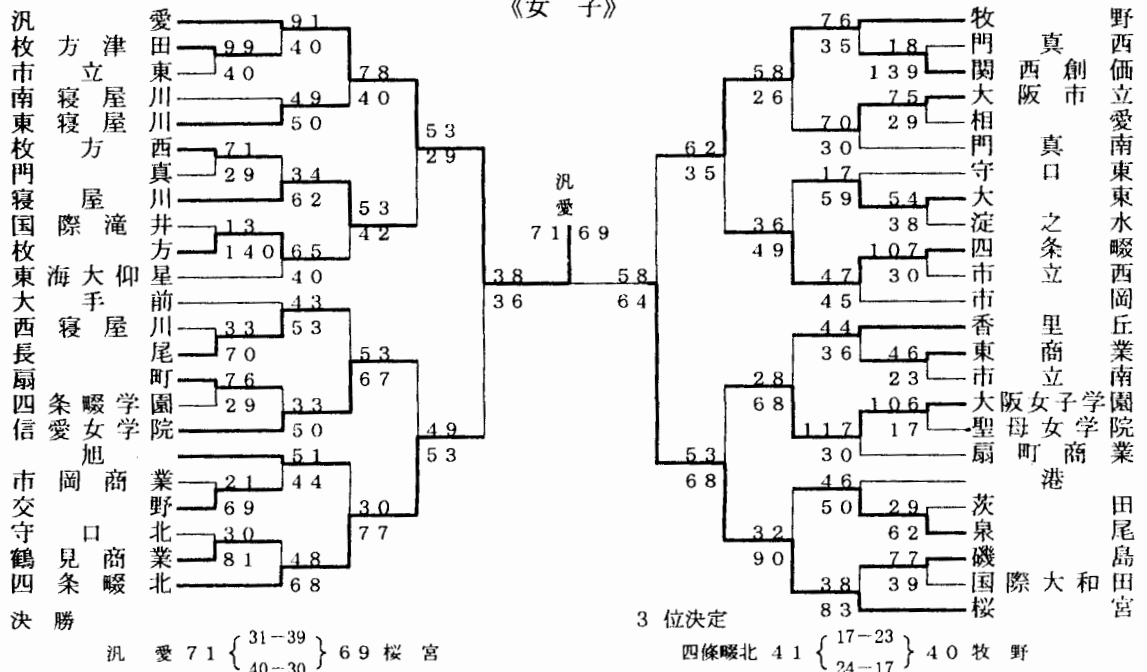 《女 子》
汎愛 91 牧野 76
枚方津田 99 40 門真西 18 35
市立東 40 78 関西創価 139 58
南寝屋川 49 40 大阪市立 75 26
東寝屋川 50 相愛 29 70
53 門真南 30
枚方西 71 29 62
門真 29 34 守口東 17 35
寝屋川 62 大東 54 59
国際滝井 13 53 淀之水 38 36
枚方 140 65 42 四条畷 107 49
東海大仰星 40 市立西 30 47
大手前 43 市岡 45
汎愛
71 69
38 58
36 64
西寝屋川 33 53 香里丘 44
長尾 70 53 東商業 46 36
扇町 76 67 市立南 23 28
四条畷学園 29 33 大阪女子学園 106 68
信愛女学院 50 聖母女学院 17 117
49 扇町商業 30
旭 51 53 53
市岡商業 21 44 港 46 68
交野 69 30 茨田 29 50
守口北 30 77 泉尾 62 32
鶴見商業 81 48 磯島 77 90
四条畷北 68 国際大和田 39 38
桜宮 83
決勝
汎愛 71 { 31-39 40-30 } 69 桜宮
3位決定
四條畷北 41 { 17-23 24-17 } 40 牧野